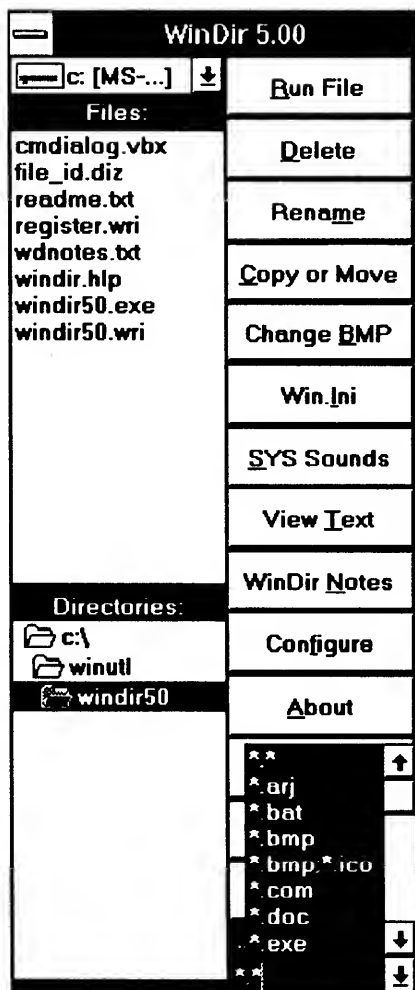 WinDir 5.00
c: [MS-...]
Files:
cmdialog.vbx
file_id.diz
readme.txt
register.wri
wdnotes.txt
windir.hlp
windir50.exe
windir50.wri
Directories:
c:\
winutl
windir50
Run File
Delete
Rename
Copy or Move
Change BMP
Win.Ini
SYS Sounds
View Text
WinDir Notes
Configure
About
*.*
*.arj
*.bat
*.bmp
*.bmp;*.ico
*.com
*.doc
*.exe
*.*